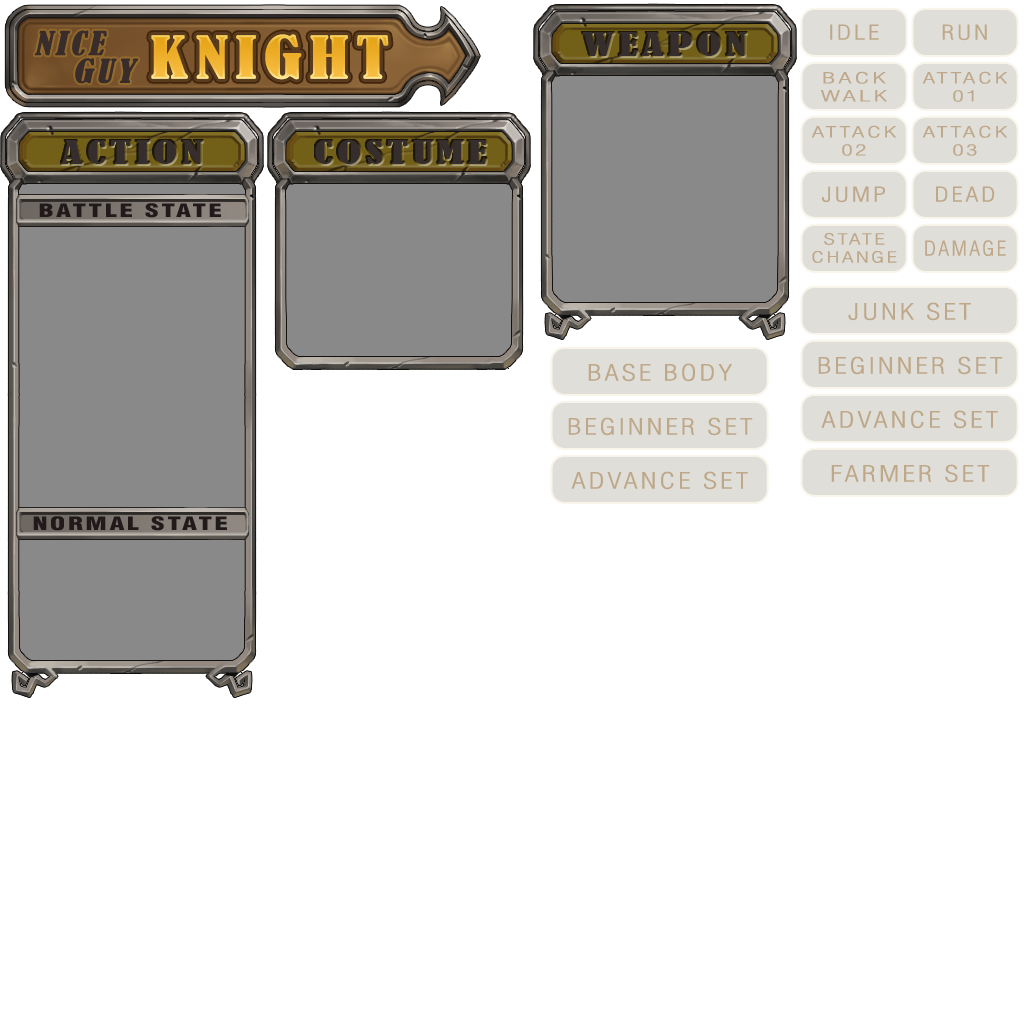 NICE
GUY
KNIGHT
WEAPON
ACTION
COSTUME
BATTLE STATE
NORMAL STATE
IDLE
RUN
BACK
WALK
ATTACK
01
ATTACK
02
ATTACK
03
JUMP
DEAD
STATE
CHANGE
DAMAGE
JUNK SET
BEGINNER SET
ADVANCE SET
FARMER SET
BASE BODY
BEGINNER SET
ADVANCE SET